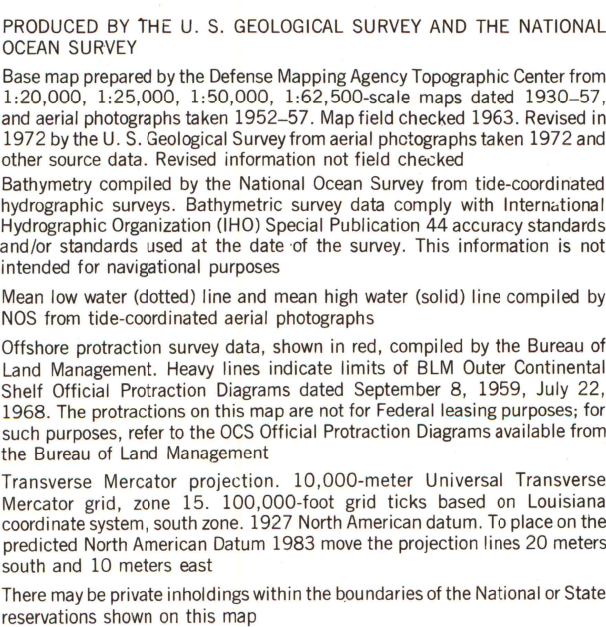 PRODUCED BY THE U. S. GEOLOGICAL SURVEY AND THE NATIONAL
OCEAN SURVEY
Base map prepared by the Defense Mapping Agency Topographic Center from
1:20,000, 1:25,000, 1:50,000, 1:62,500-scale maps dated 1930–57,
and aerial photographs taken 1952–57. Map field checked 1963. Revised in
1972 by the U. S. Geological Survey from aerial photographs taken 1972 and
other source data. Revised information not field checked
Bathymetry compiled by the National Ocean Survey from tide-coordinated
hydrographic surveys. Bathymetric survey data comply with International
Hydrographic Organization (IHO) Special Publication 44 accuracy standards
and/or standards used at the date of the survey. This information is not
intended for navigational purposes
Mean low water (dotted) line and mean high water (solid) line compiled by
NOS from tide-coordinated aerial photographs
Offshore protraction survey data, shown in red, compiled by the Bureau of
Land Management. Heavy lines indicate limits of BLM Outer Continental
Shelf Official Protraction Diagrams dated September 8, 1959, July 22,
1968. The protractions on this map are not for Federal leasing purposes; for
such purposes, refer to the OCS Official Protraction Diagrams available from
the Bureau of Land Management
Transverse Mercator projection. 10,000-meter Universal Transverse
Mercator grid, zone 15. 100,000-foot grid ticks based on Louisiana
coordinate system, south zone. 1927 North American datum. To place on the
predicted North American Datum 1983 move the projection lines 20 meters
south and 10 meters east
There may be private inholdings within the boundaries of the National or State
reservations shown on this map